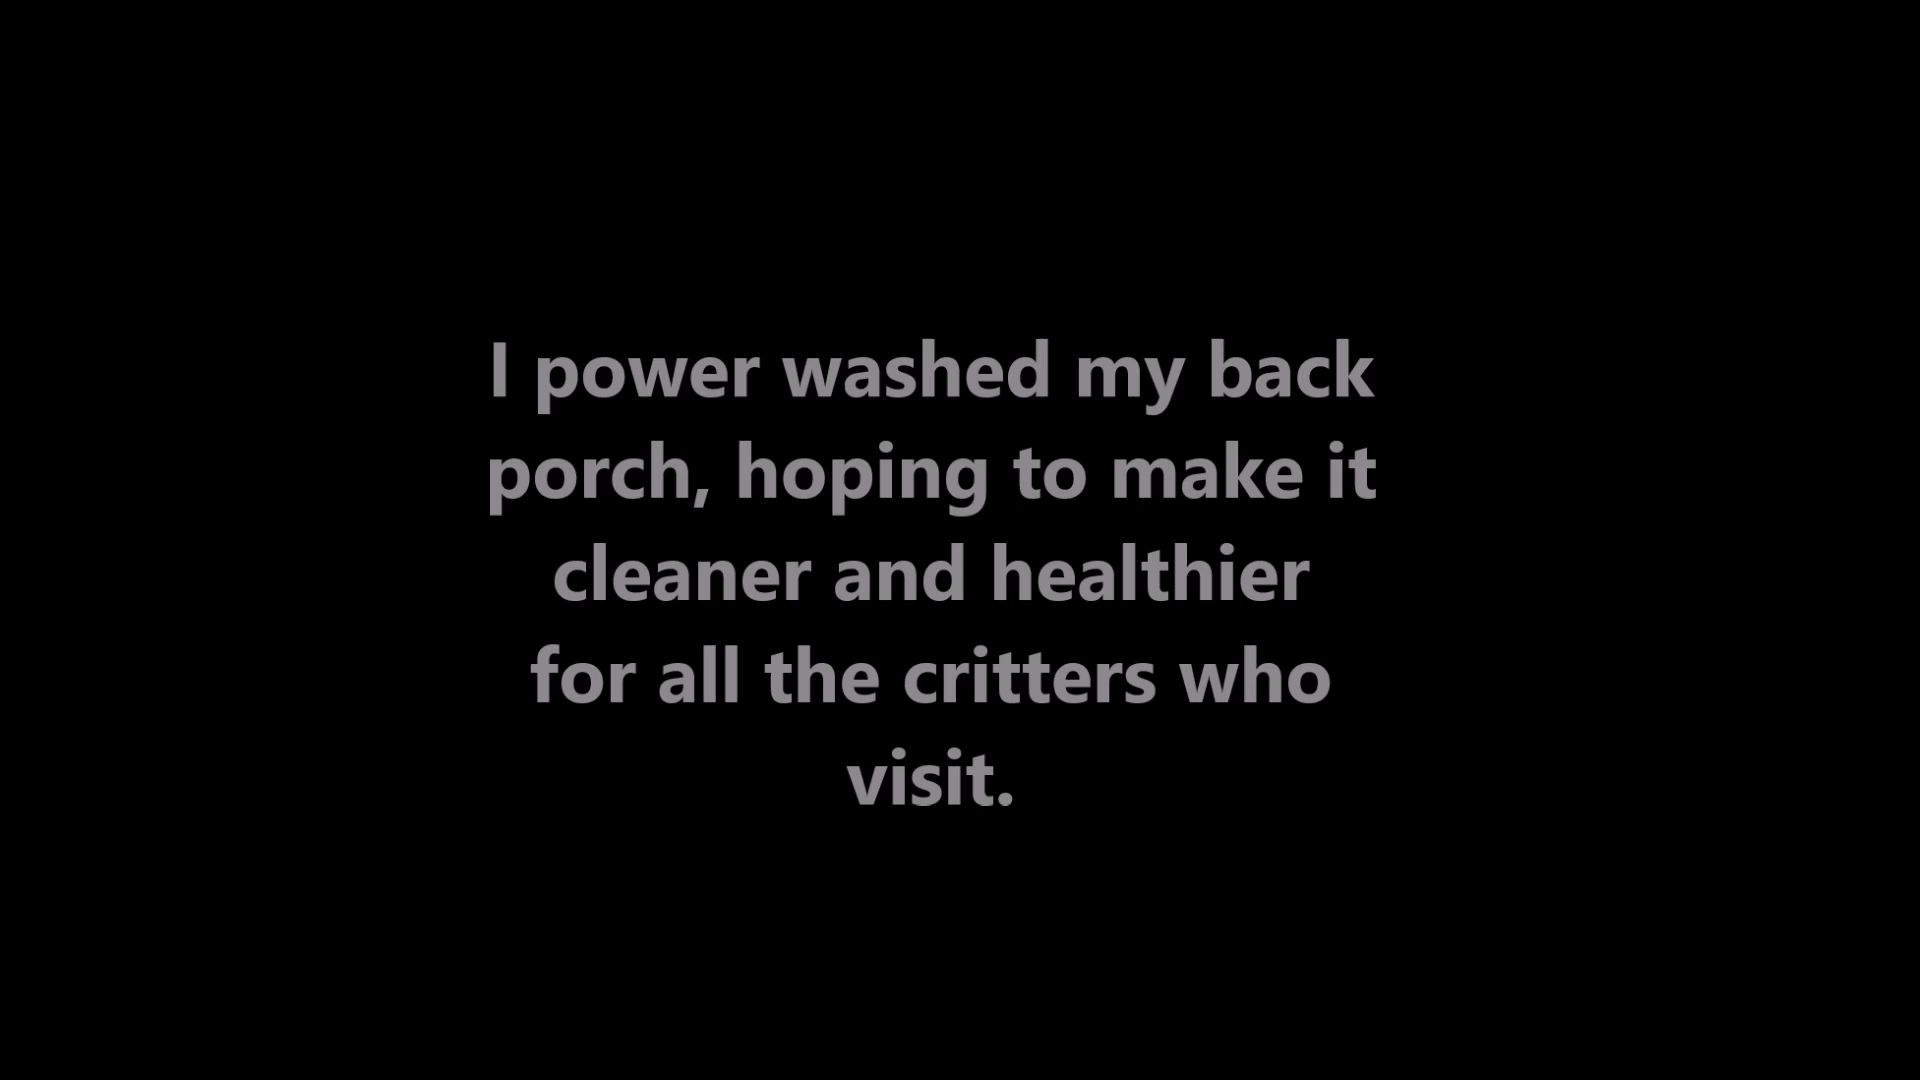 I power washed my back
porch, hoping to make it
cleaner and healthier
for all the critters who
visit.